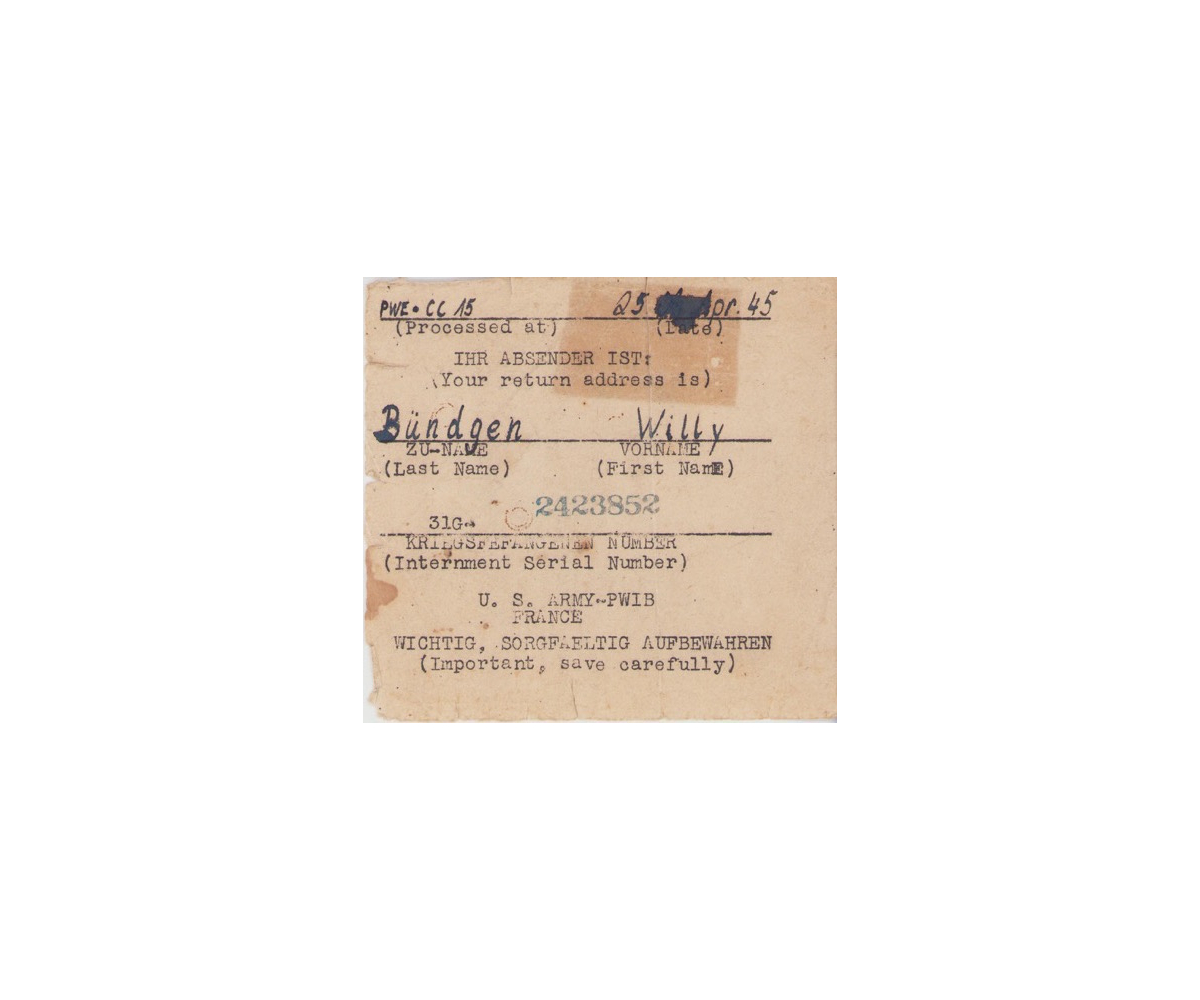 PWE. CC 15 25 Apr. 45
(Processed at) (Date)
IHR ABSENDER IST:
(Your return address is)
Bündgen Willy
ZU-NAME VORNAME
(Last Name) (First Name)
2423852
31G-
KRIEGSFEFANGENEN NUMBER
(Internment Serial Number)
U. S. ARMY-PWIB
FRANCE
WICHTIG, SORGFAELTIG AUFBEWAHREN
(Important, save carefully)